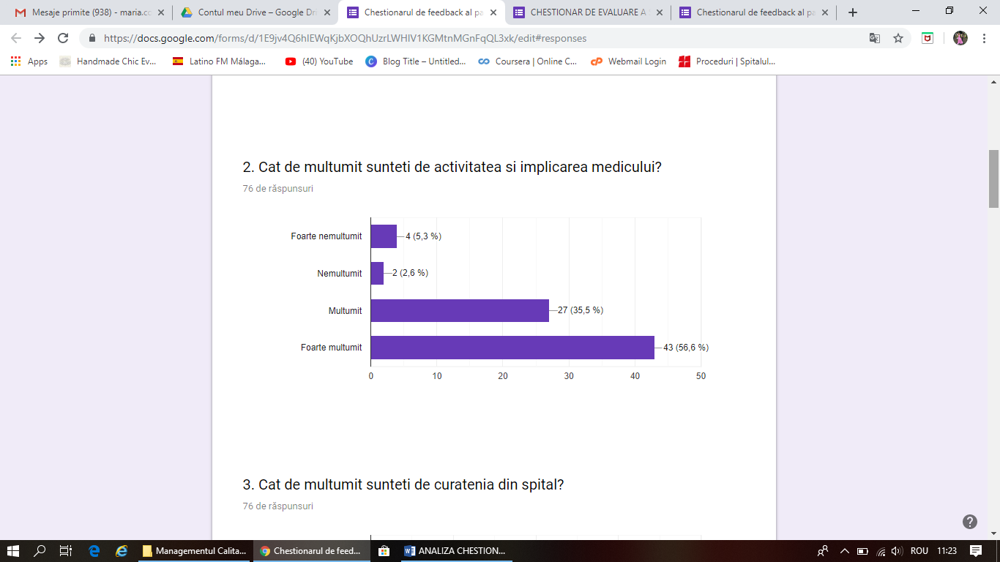 Mesaje primite (938) - maria.co
Contul meu Drive – Google Dri
Chestionarul de feedback al pa
CHESTIONAR DE EVALUARE A
Chestionarul de feedback al pa
https://docs.google.com/forms/d/1E9jv4Q6hIEWqKjbXOQhUzrLWHIV1KGMtnMGnFqQL3xk/edit#responses
Apps
Handmade Chic Ev...
Latino FM Málaga...
(40) YouTube
Blog Title – Untitled...
Coursera | Online C...
Webmail Login
Proceduri | Spitalul...
2. Cat de multumit sunteti de activitatea si implicarea medicului?
76 de răspunsuri
Foarte nemultumit
4 (5,3 %)
Nemultumit
2 (2,6 %)
Multumit
27 (35,5 %)
Foarte multumit
43 (56,6 %)
0 10 20 30 40 50
3. Cat de multumit sunteti de curatenia din spital?
76 de răspunsuri
Managementul Calita...
Chestionarul de feed...
ANALIZA CHESTION...
ROU
11:23